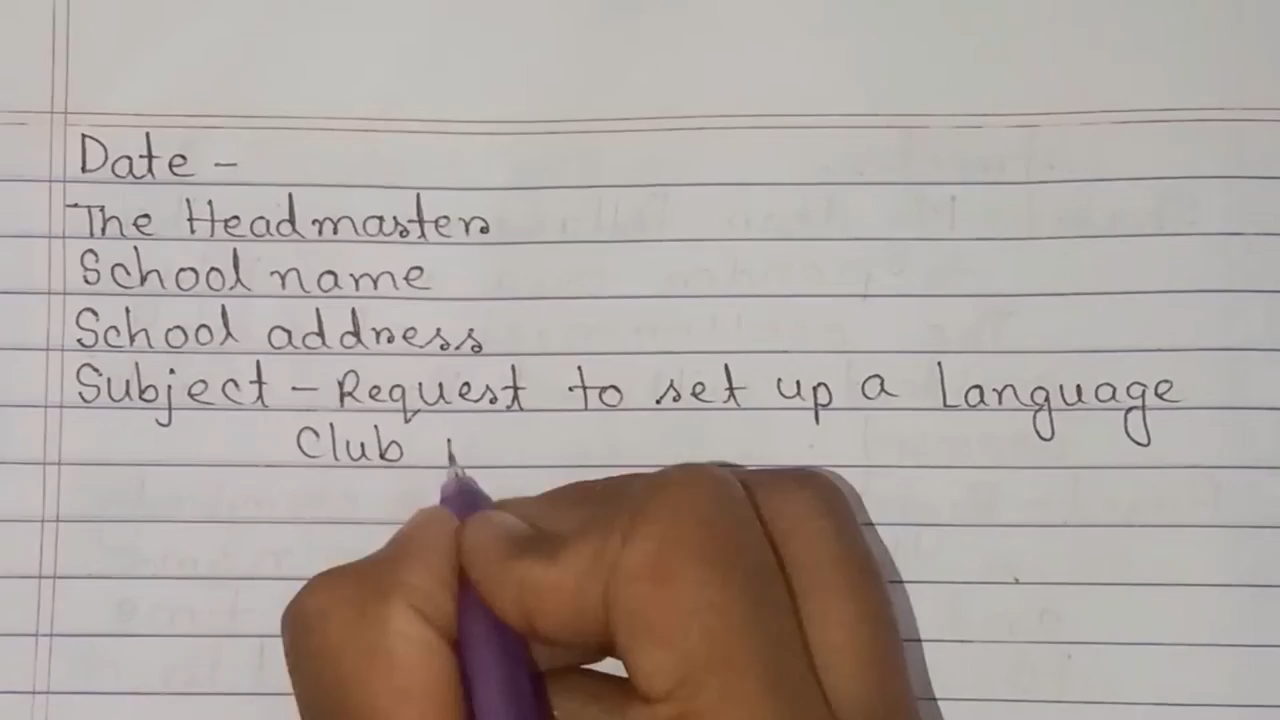 Date -
The Headmaster
School name
School address
Subject - Request to set up a Language
Club